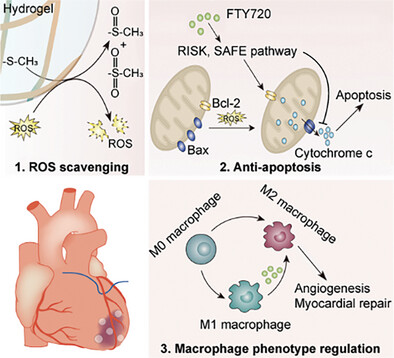 Hydrogel
O
-S-CH₃
O
+
-S-CH₃
O
-S-CH₃
O
ROS
ROS
1. ROS scavenging
FTY720
RISK, SAFE pathway
Bcl-2
ROS
Bax
Apoptosis
Cytochrome c
2. Anti-apoptosis
M0 macrophage
M2 macrophage
M1 macrophage
Angiogenesis
Myocardial repair
3. Macrophage phenotype regulation